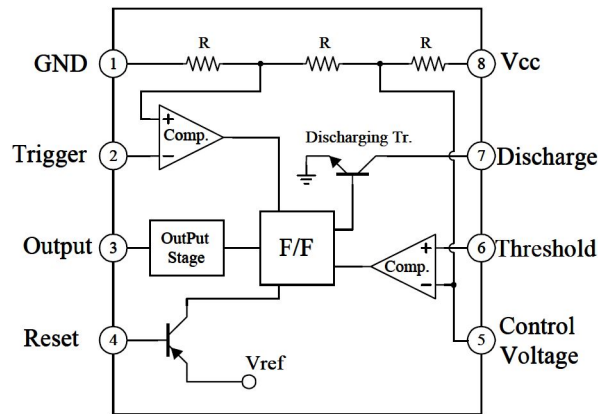 R R R
GND 1 8 Vcc
+
Comp.
−
Discharging Tr.
Trigger 2 7 Discharge
Output 3 OutPut
Stage
F/F
+
Comp.
−
6 Threshold
Reset 4 5 Control
Voltage
Vref